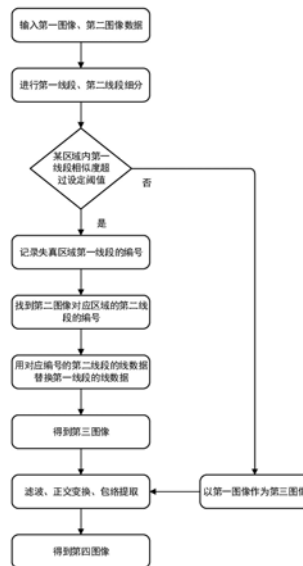 输入第一图像、第二图像数据
进行第一线段、第二线段细分
某区域内第一
线段相似度超
过设定阈值
否
是
记录失真区域第一线段的编号
找到第二图像对应区域的第二线
段的编号
用对应编号的第二线段的线数据
替换第一线段的线数据
得到第三图像
滤波、正交变换、包络提取
以第一图像作为第三图像
得到第四图像